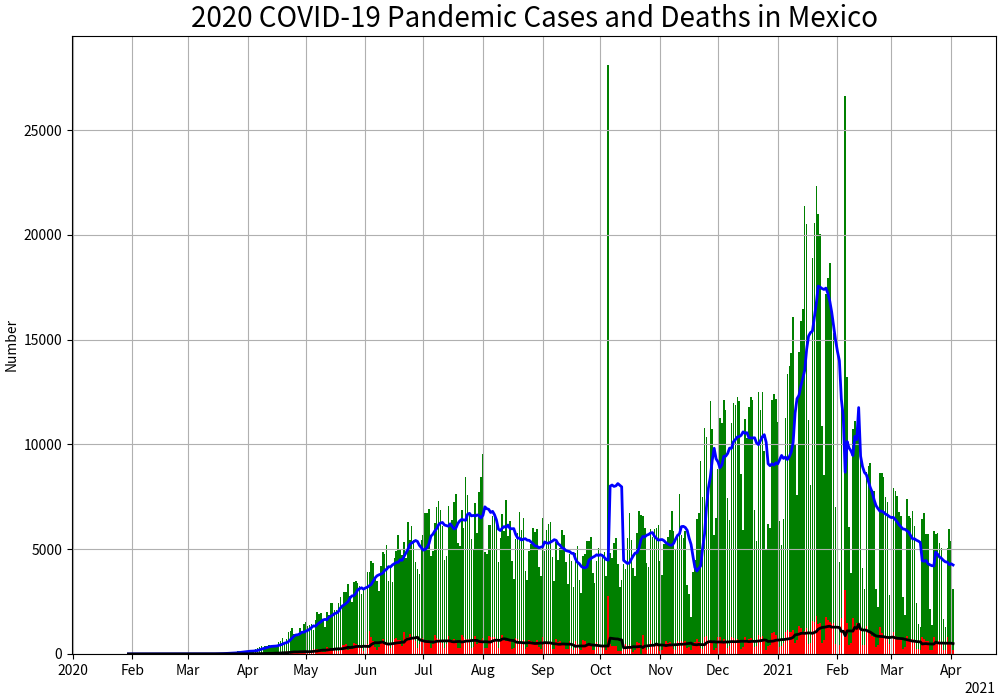 2020 COVID-19 Pandemic Cases and Deaths in Mexico
Number
25000
20000
15000
10000
5000
0
2020 Feb Mar Apr May Jun Jul Aug Sep Oct Nov Dec 2021 Feb Mar Apr
2021